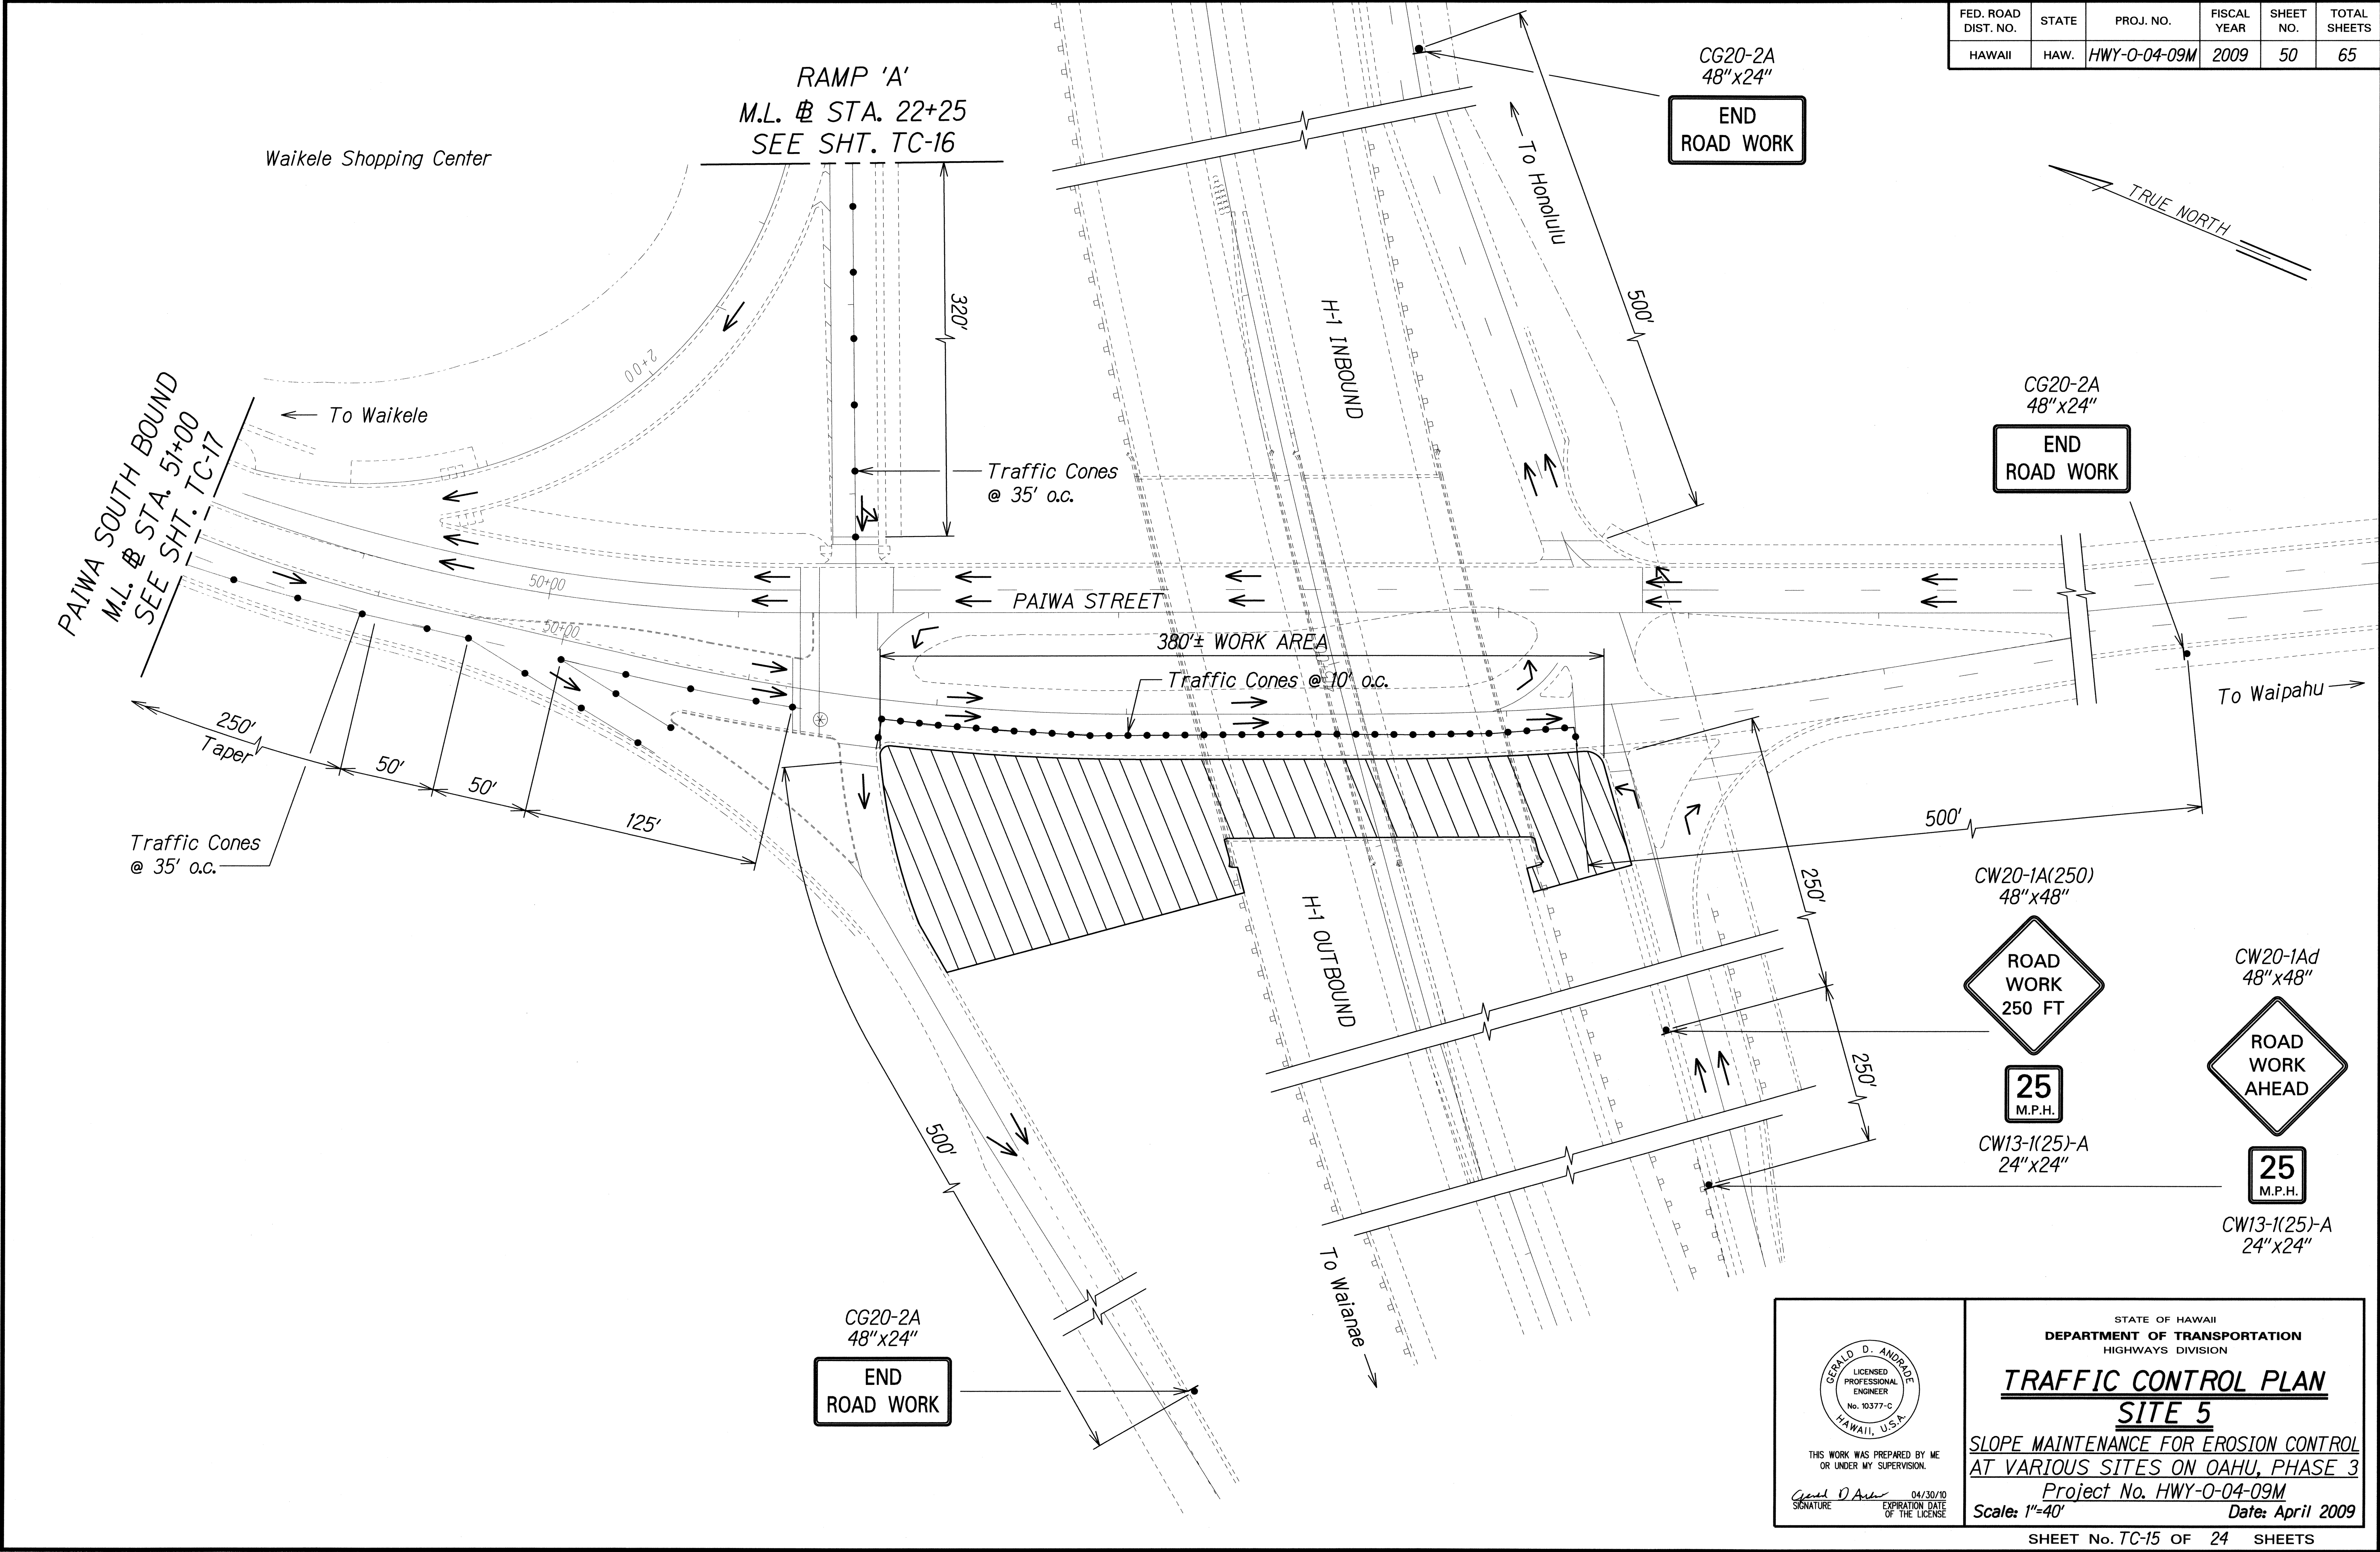 FED. ROAD DIST. NO.
STATE
PROJ. NO.
FISCAL YEAR
SHEET NO.
TOTAL SHEETS
HAWAII
HAW.
HWY-O-04-09M
2009
50
65
CG20-2A
48"x24"
END
ROAD WORK
RAMP 'A'
M.L. ℄ STA. 22+25
SEE SHT. TC-16
Waikele Shopping Center
To Honolulu
TRUE NORTH
320'
500'
H-1 INBOUND
2+00
PAIWA SOUTH BOUND
M.L. ℄ STA. 51+00
SEE SHT. TC-17
To Waikele
CG20-2A
48"x24"
END
ROAD WORK
Traffic Cones
@ 35' o.c.
50+00
50+00
PAIWA STREET
380'± WORK AREA
Traffic Cones @ 10' o.c.
To Waipahu
250'
Taper
50'
50'
125'
500'
Traffic Cones
@ 35' o.c.
250'
250'
H-1 OUTBOUND
CW20-1A(250)
48"x48"
ROAD
WORK
250 FT
25
M.P.H.
CW13-1(25)-A
24"x24"
CW20-1Ad
48"x48"
ROAD
WORK
AHEAD
25
M.P.H.
CW13-1(25)-A
24"x24"
500'
To Waianae
CG20-2A
48"x24"
END
ROAD WORK
GERALD D. ANDRADE
LICENSED
PROFESSIONAL
ENGINEER
No. 10377-C
HAWAII, U.S.A.
THIS WORK WAS PREPARED BY ME
OR UNDER MY SUPERVISION.
04/30/10
SIGNATURE
EXPIRATION DATE
OF THE LICENSE
STATE OF HAWAII
DEPARTMENT OF TRANSPORTATION
HIGHWAYS DIVISION
TRAFFIC CONTROL PLAN
SITE 5
SLOPE MAINTENANCE FOR EROSION CONTROL
AT VARIOUS SITES ON OAHU, PHASE 3
Project No. HWY-O-04-09M
Scale: 1"=40'
Date: April 2009
SHEET No. TC-15 OF 24 SHEETS